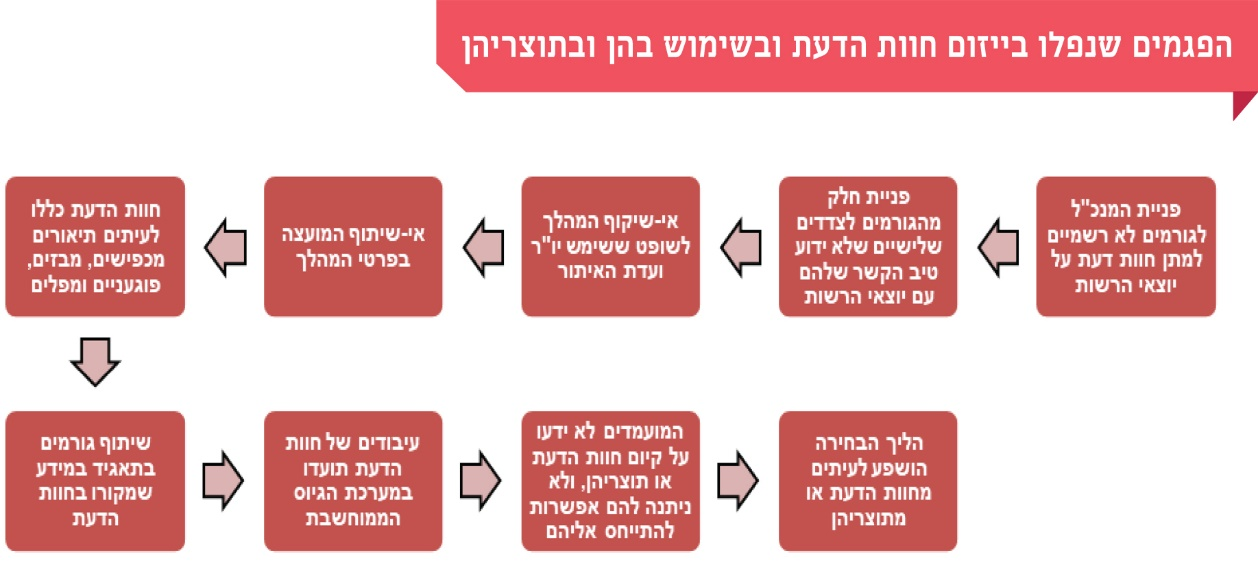 הפגמים שנפלו בייזום חוות הדעת ובשימוש בהן ובתוצריהן
פניית המנכ"ל
לגורמים לא רשמיים
למתן חוות דעת על
יוצאי הרשות
פניית חלק
מהגורמים לצדדים
שלישיים שלא ידוע
טיב הקשר שלהם
עם יוצאי הרשות
אי-שיקוף המהלך
לשופט ששימש יו"ר
ועדת האיתור
אי-שיתוף המועצה
בפרטי המהלך
חוות הדעת כללו
לעיתים תיאורים
מכפישים, מבזים,
פוגעניים ומפלים
שיתוף גורמים
בתאגיד במידע
שמקורו בחוות
הדעת
עיבודים של חוות
הדעת תועדו
במערכת הגיוס
הממוחשבת
המועמדים לא ידעו
על קיום חוות הדעת
או תוצריהן, ולא
ניתנה להם אפשרות
להתייחס אליהם
הליך הבחירה
הושפע לעיתים
מחוות הדעת או
מתוצריהן